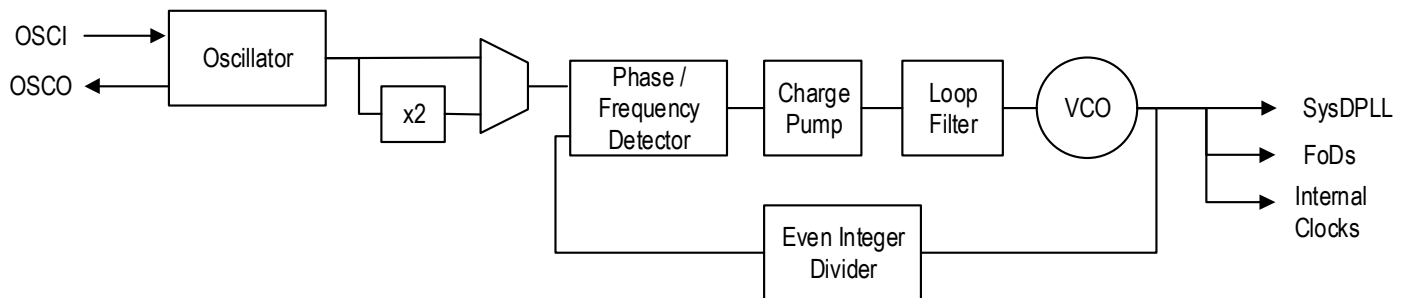 OSCI
OSCO
Oscillator
x2
Phase /
Frequency
Detector
Charge
Pump
Loop
Filter
VCO
SysDPLL
FoDs
Internal
Clocks
Even Integer
Divider